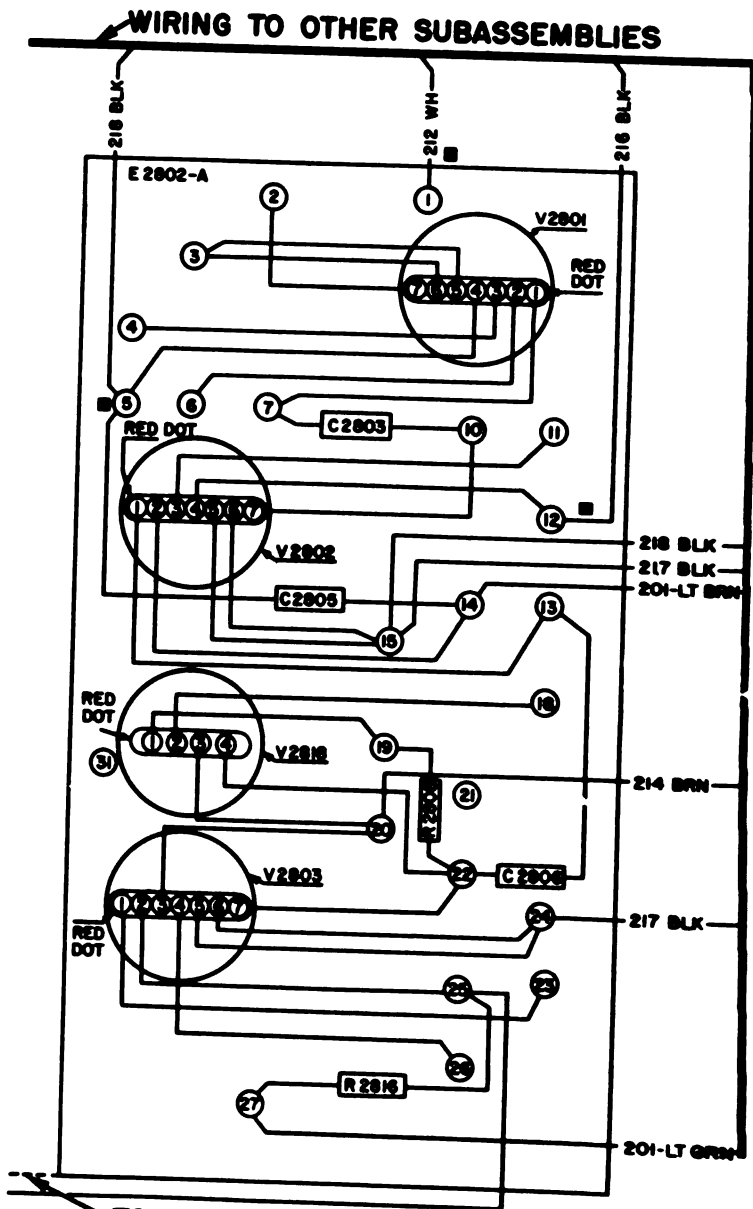 WIRING TO OTHER SUBASSEMBLIES
218 BLK
212 WH
216 BLK
E 2802-A
2
1
V2801
3
RED
DOT
7 6 5 4 3 2 1
4
5
6
7
C2803
10
11
RED DOT
1 2 3 4 5 6 7
12
V2802
218 BLK
217 BLK
201-LT BRN
C2805
14
13
15
RED
DOT
18
1 2 3 4
19
V2816
31
214 BRN
21
20
V2803
22
1 2 3 4 5 6 7
24
217 BLK
RED
DOT
25
23
26
R 2816
27
201-LT GRN